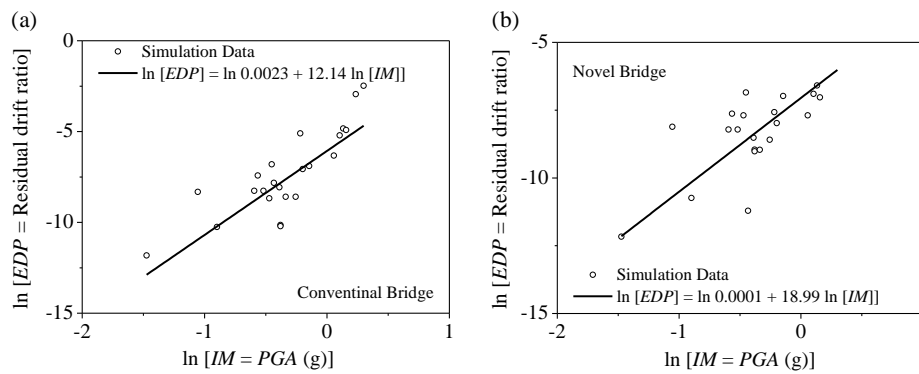 (a)
0
-5
-10
-15
-2
-1
0
1
ln [EDP = Residual drift ratio]
ln [IM = PGA (g)]
Simulation Data
ln [EDP] = ln 0.0023 + 12.14 ln [IM]]
Conventinal Bridge
(b)
-5
-10
-15
-2
-1
0
ln [EDP = Residual drift ratio]
ln [IM = PGA (g)]
Novel Bridge
Simulation Data
ln [EDP] = ln 0.0001 + 18.99 ln [IM]]